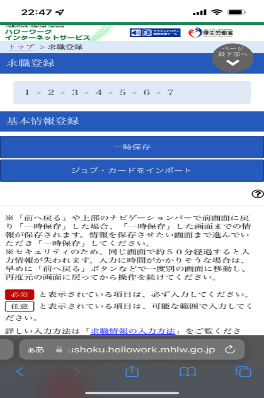 22:47
HelloWork Internet Service
ハローワーク
インターネットサービス
厚生労働省
トップ > 求職登録
ページ
最下部へ
求職登録
1 - 2 - 3 - 4 - 5 - 6 - 7
基本情報登録
一時保存
ジョブ・カードをインポート
?
※「前へ戻る」や上部のナビゲーションバーで前画面に戻
り「一時保存」した場合、「一時保存」した画面までの情
報が保存されます。情報を保存させたい画面まで進んでい
ただき「一時保存」してください。
※セキュリティのため、同じ画面で約50分経過すると入
力情報が失われます。入力に時間がかかりそうな場合は、
早めに「前へ戻る」ボタンなどで一度別の画面に移動し、
再度元の画面に戻ってから操作を続けてください。
必須 と表示されている項目は、必ず入力してください。
任意 と表示されている項目は、可能な範囲で入力してく
ださい。
詳しい入力方法は「求職情報の入力方法」をご覧くださ
ぁあ ushoku.hellowork.mhlw.go.jp